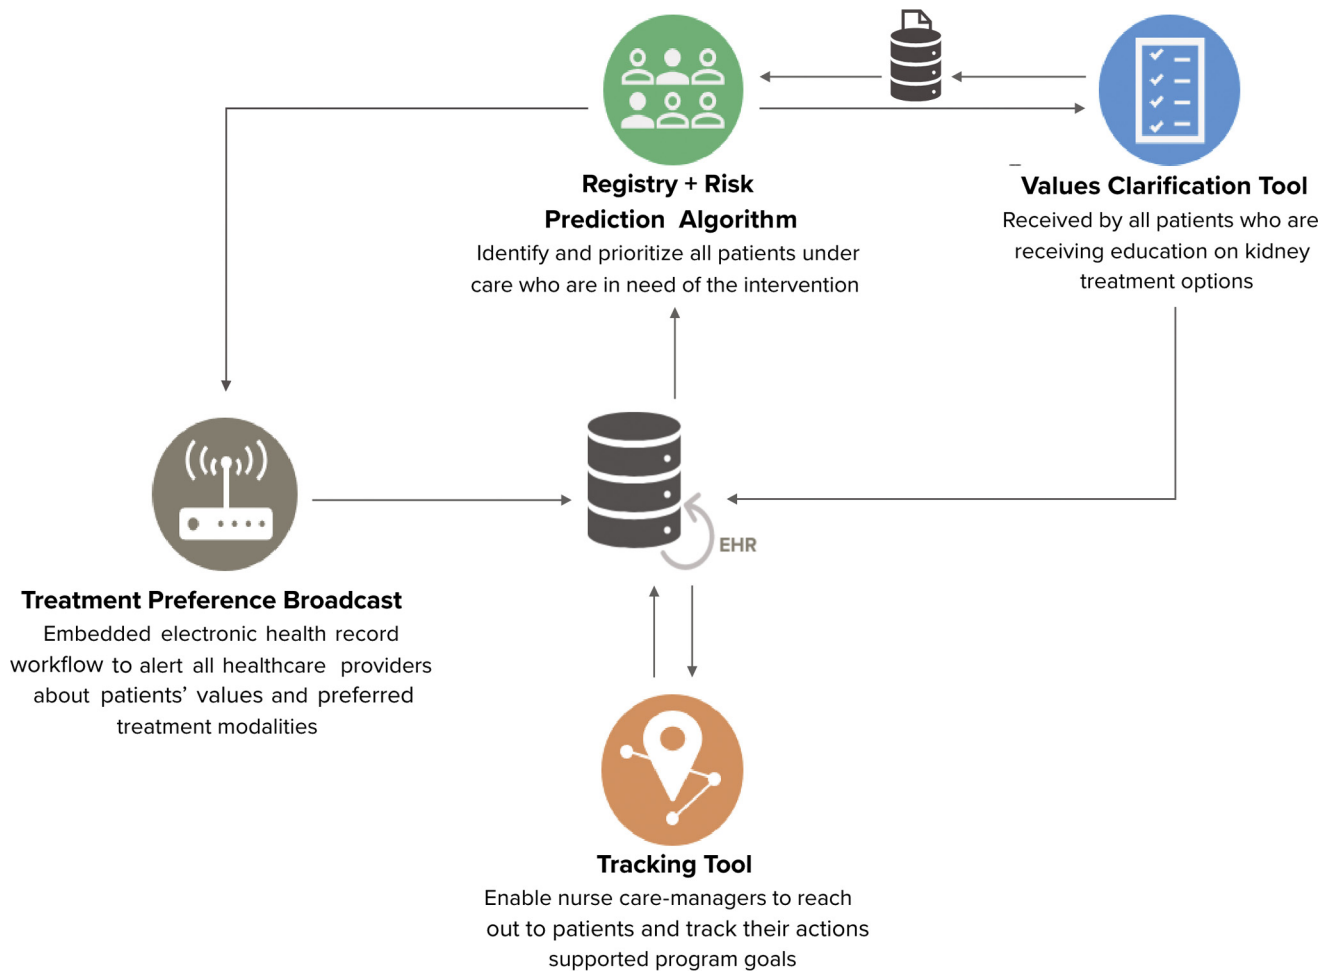 Registry + Risk
Prediction Algorithm
Identify and prioritize all patients under
care who are in need of the intervention
Values Clarification Tool
Received by all patients who are
receiving education on kidney
treatment options
EHR
Treatment Preference Broadcast
Embedded electronic health record
workflow to alert all healthcare providers
about patients’ values and preferred
treatment modalities
Tracking Tool
Enable nurse care-managers to reach
out to patients and track their actions
supported program goals